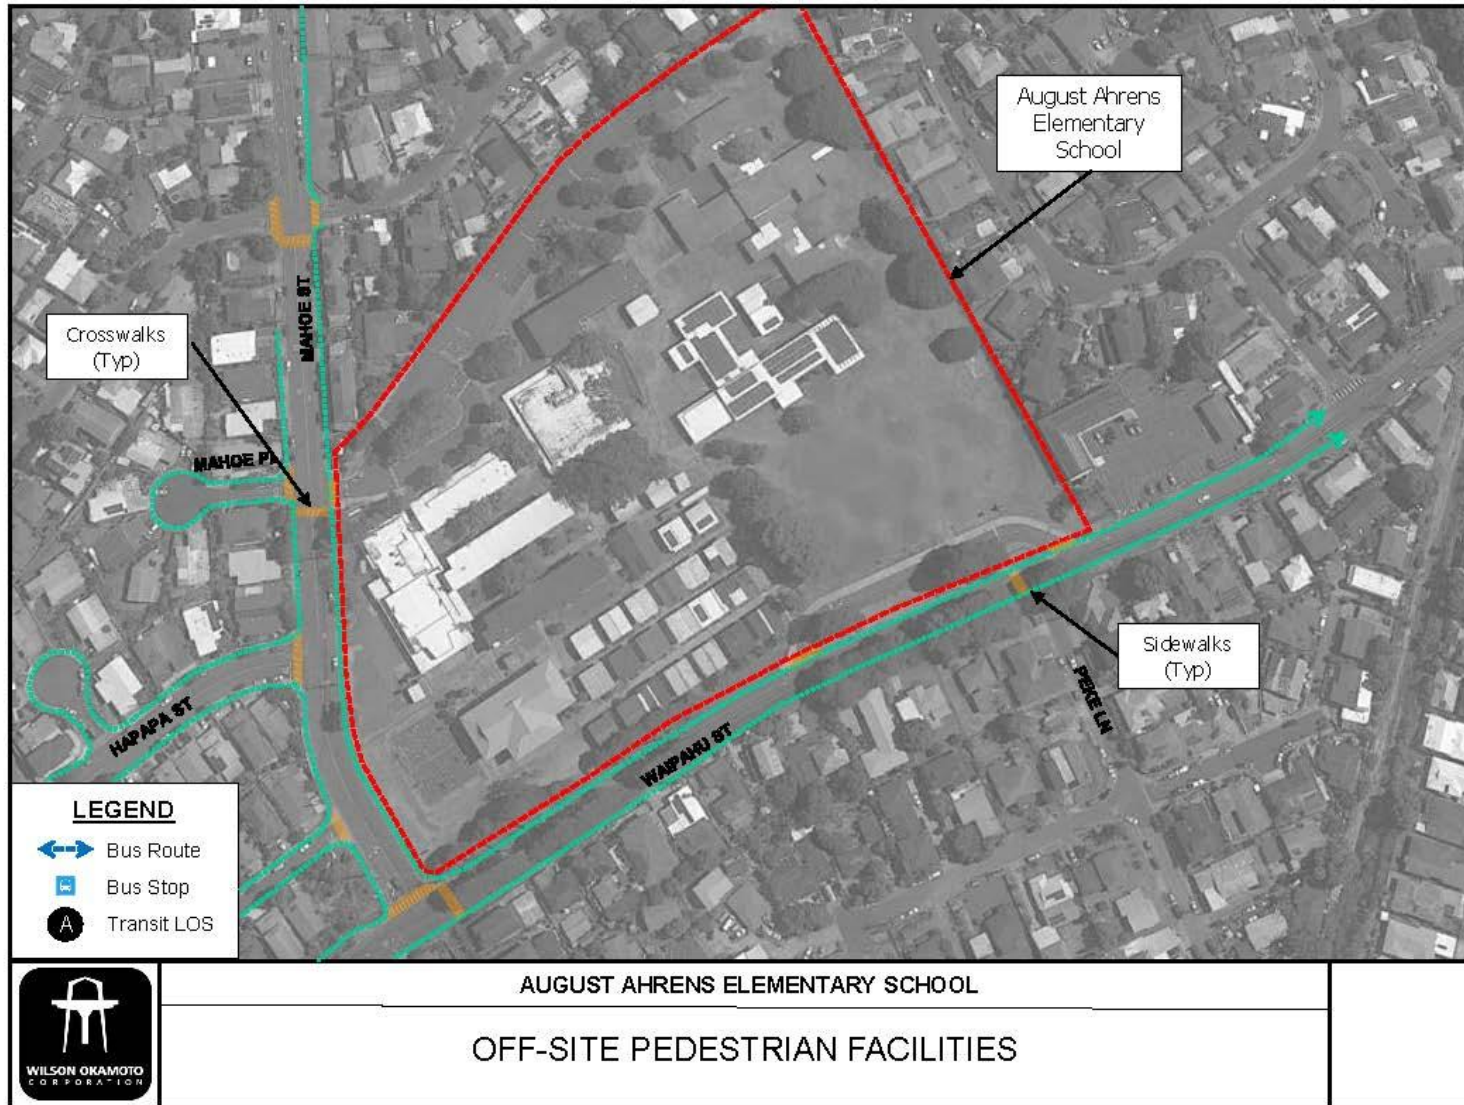 August Ahrens
Elementary
School
Crosswalks
(Typ)
MAHOE ST
MAHOE PL
HAPAPA ST
WAIPAHU ST
PEKE LN
Sidewalks
(Typ)
LEGEND
Bus Route
Bus Stop
A Transit LOS
WILSON OKAMOTO
CORPORATION
AUGUST AHRENS ELEMENTARY SCHOOL
OFF-SITE PEDESTRIAN FACILITIES